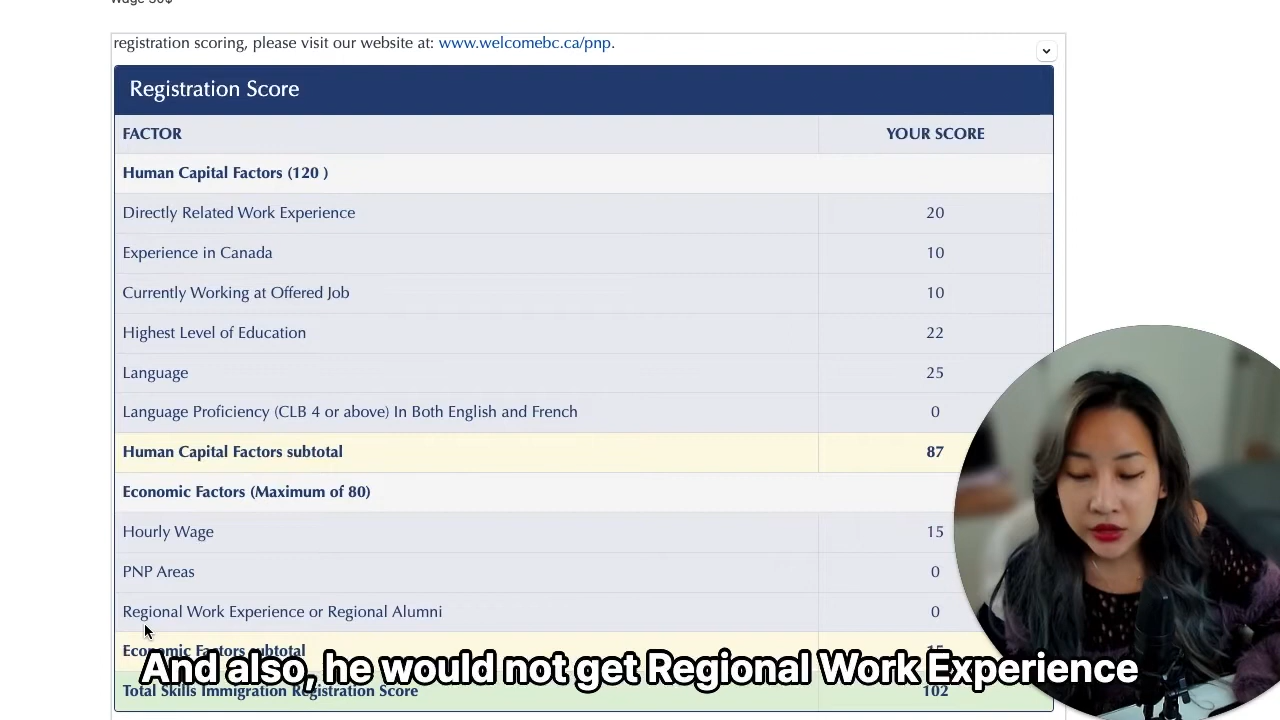 registration scoring, please visit our website at: www.welcomebc.ca/pnp.
Registration Score
FACTOR YOUR SCORE
Human Capital Factors (120 )
Directly Related Work Experience 20
Experience in Canada 10
Currently Working at Offered Job 10
Highest Level of Education 22
Language 25
Language Proficiency (CLB 4 or above) In Both English and French 0
Human Capital Factors subtotal 87
Economic Factors (Maximum of 80)
Hourly Wage 15
PNP Areas 0
Regional Work Experience or Regional Alumni 0
Economic Factors subtotal 15
And also, he would not get Regional Work Experience
Total Skills Immigration Registration Score 102